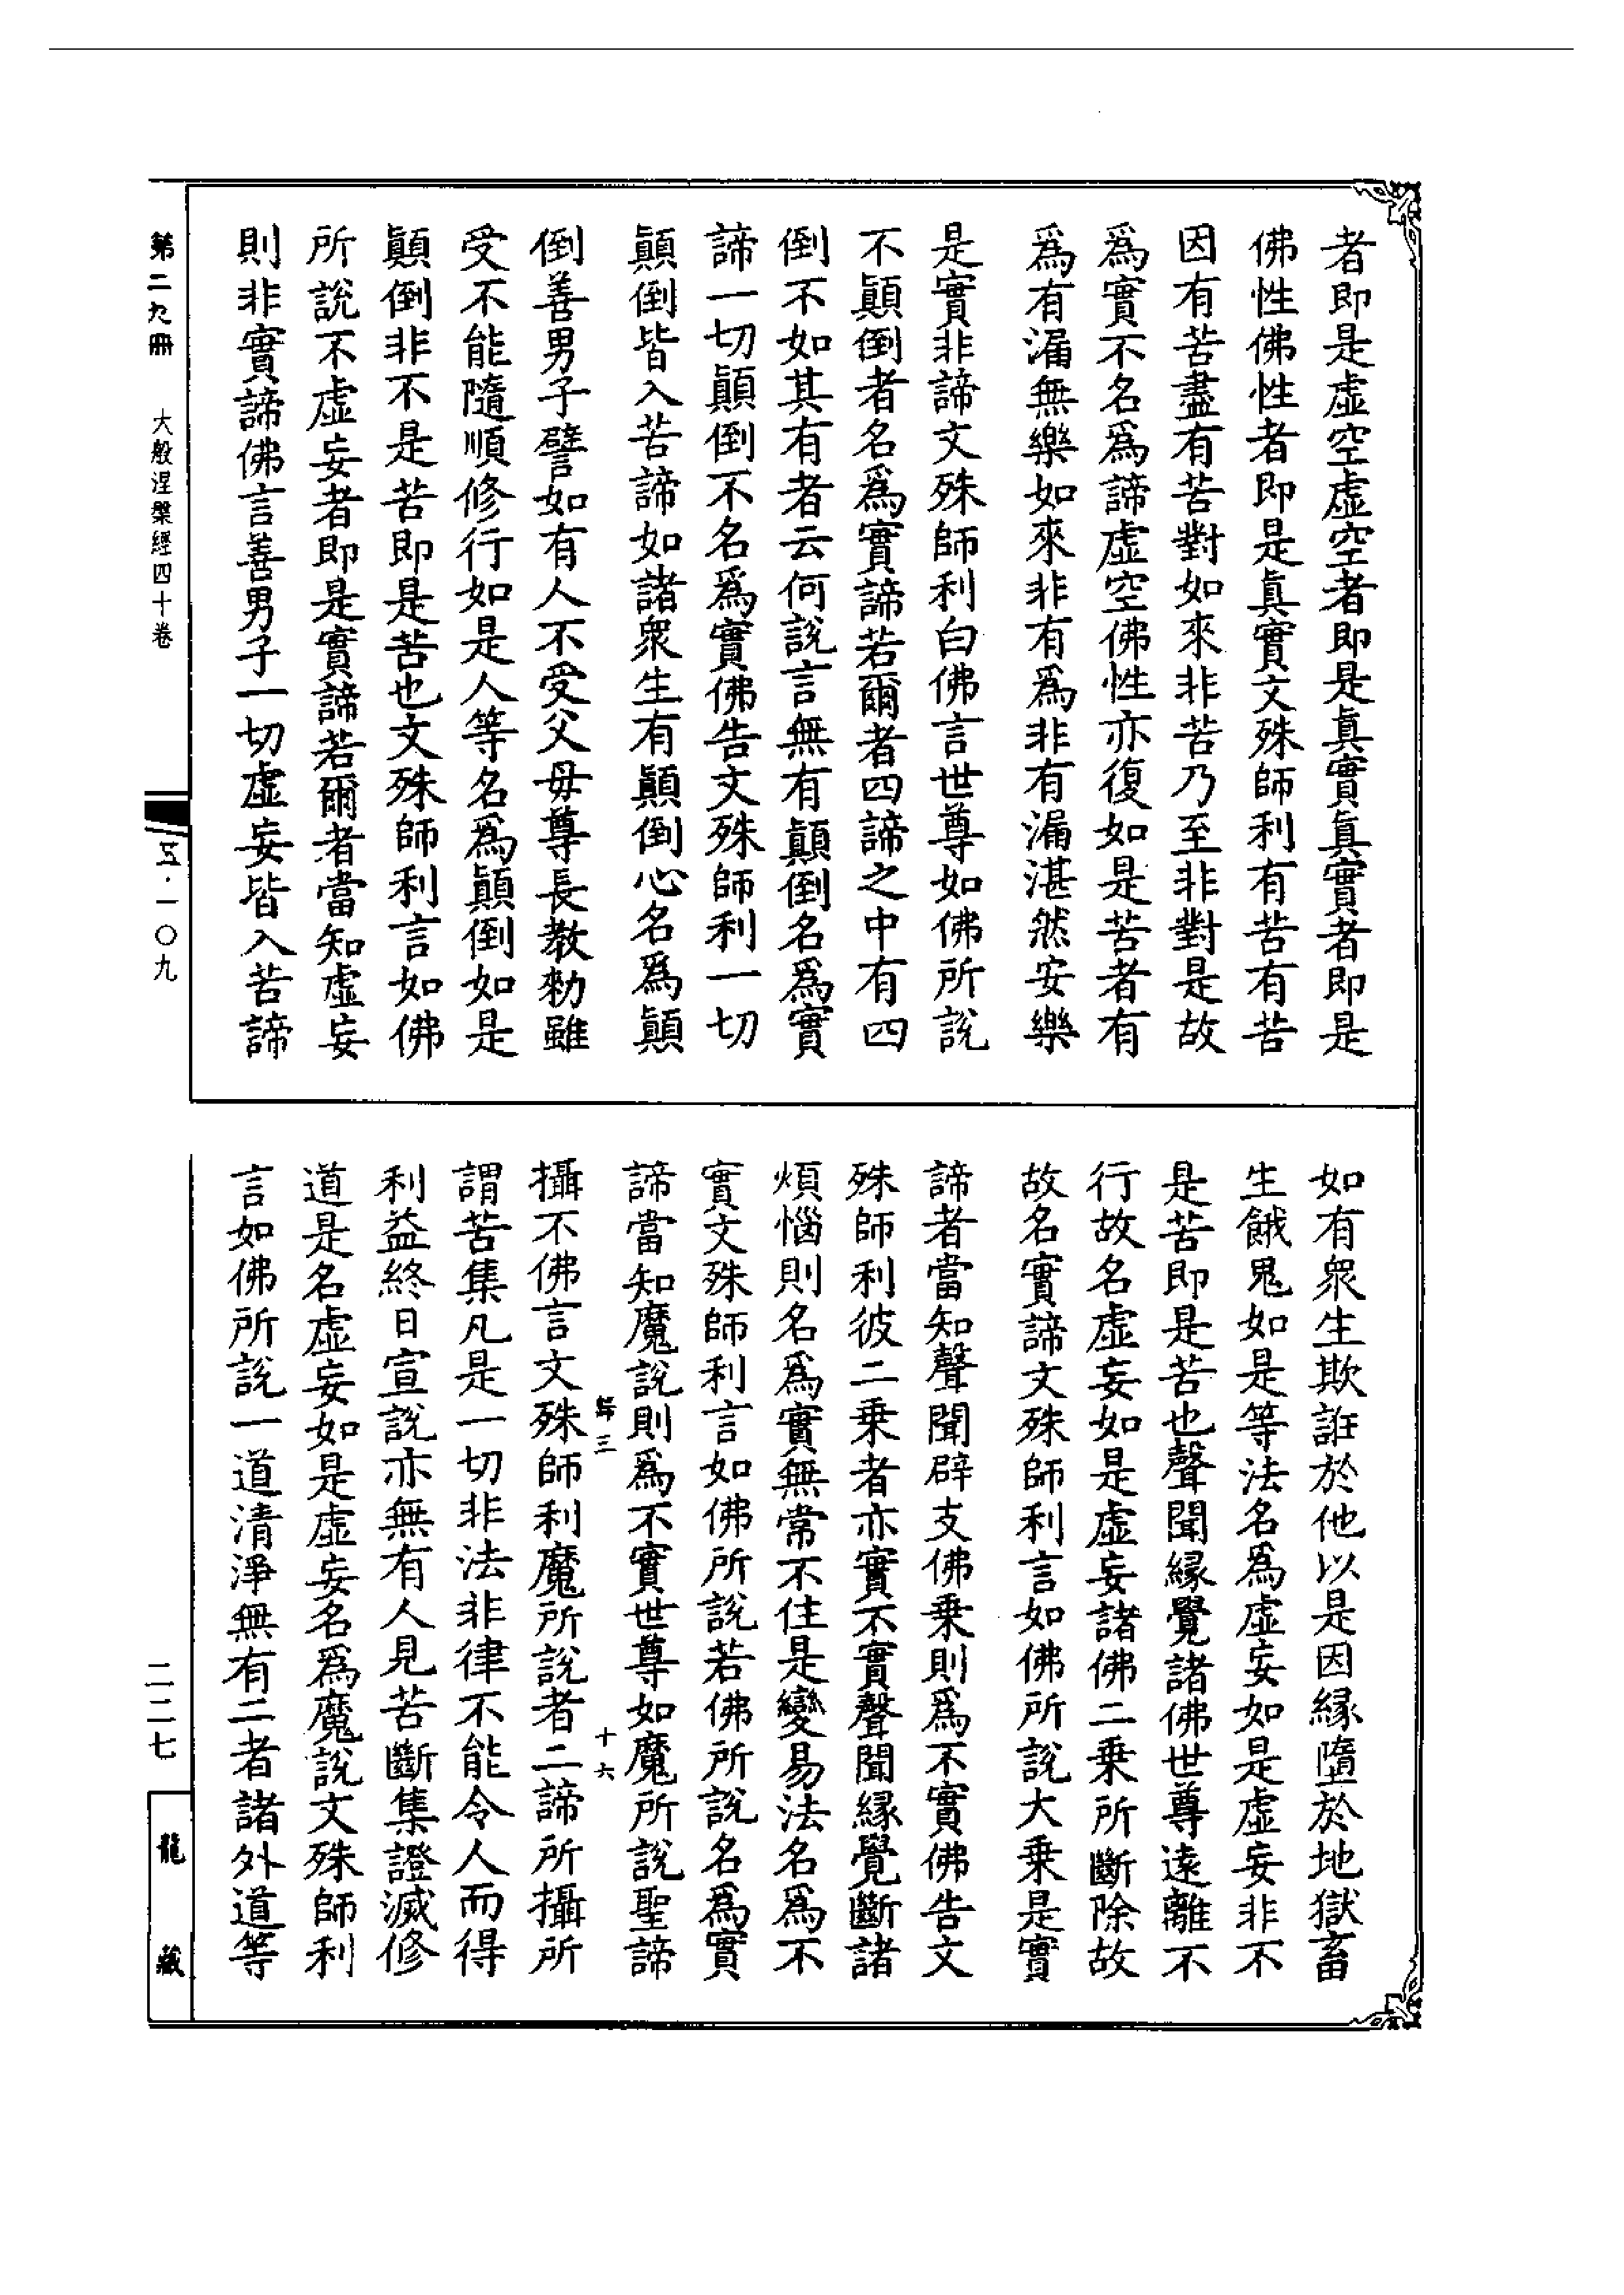 者即是虛空虛空者即是真實真實者即是
佛性佛性者即是真實文殊師利有苦有苦
因有苦盡有苦對如來非苦乃至非對是故
為實不名為諦虛空佛性亦復如是苦者有
為有漏無樂如來非有為非有漏湛然安樂
是實非諦文殊師利白佛言世尊如佛所說
不顛倒者名為實諦若爾者四諦之中有四
倒不如其有者云何說言無有顛倒名為實
諦一切顛倒不名為實佛告文殊師利一切
顛倒皆入苦諦如諸眾生有顛倒心名為顛
倒善男子譬如有人不受父母尊長教勑雖
受不能隨順修行如是人等名為顛倒如是
顛倒非不是苦即是苦也文殊師利言如佛
所說不虛妄者即是實諦若爾者當知虛妄
則非實諦佛言善男子一切虛妄皆入苦諦
如有眾生欺誑於他以是因緣墮於地獄畜
生餓鬼如是等法名為虛妄如是虛妄非不
是苦即是苦也聲聞緣覺諸佛世尊遠離不
行故名虛妄如是虛妄諸佛二乘所斷除故
故名實諦文殊師利言如佛所說大乘是實
諦者當知聲聞辟支佛乘則為不實佛告文
殊師利彼二乘者亦實不實聲聞緣覺斷諸
煩惱則名為實無常不住是變易法名為不
實文殊師利言如佛所說若佛所說名為實
諦當知魔說則為不實世尊如魔所說聖諦
攝不佛言文殊師利魔所說者二諦所攝所
謂苦集凡是一切非法非律不能令人而得
利益終日宣說亦無有人見苦斷集證滅修
道是名虛妄如是虛妄名為魔說文殊師利
言如佛所說一道清淨無有二者諸外道等
三
十六
第二九冊
大般涅槃經四十卷
五·一〇九
二二七
龍藏